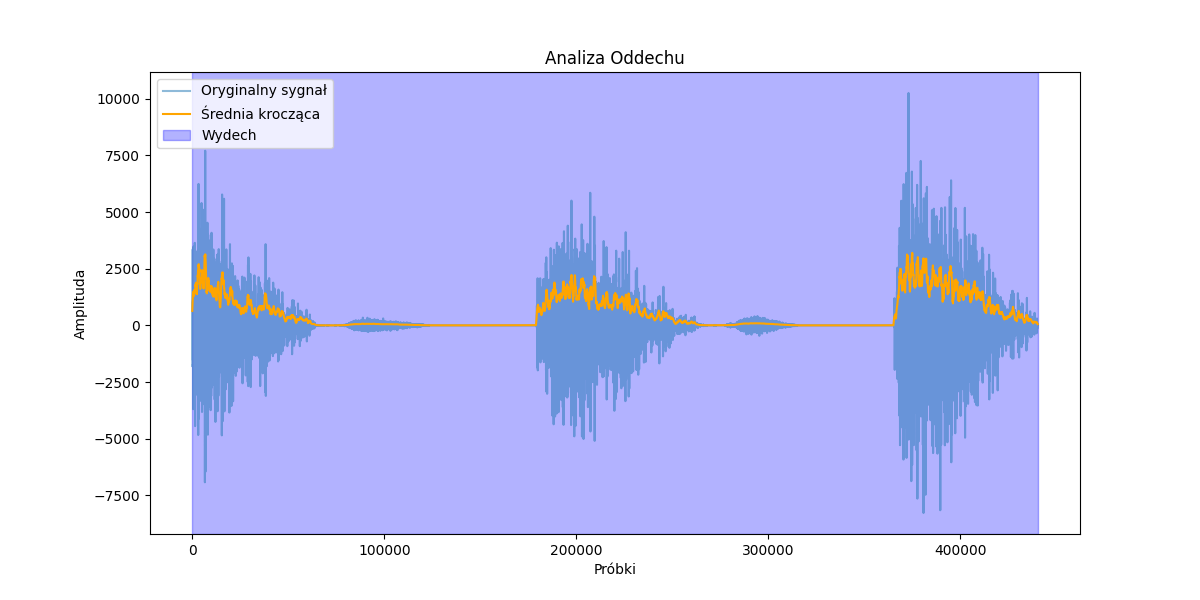 Analiza Oddechu
Oryginalny sygnał
Średnia krocząca
Wydech
Amplituda
10000
7500
5000
2500
0
−2500
−5000
−7500
0
100000
200000
300000
400000
Próbki